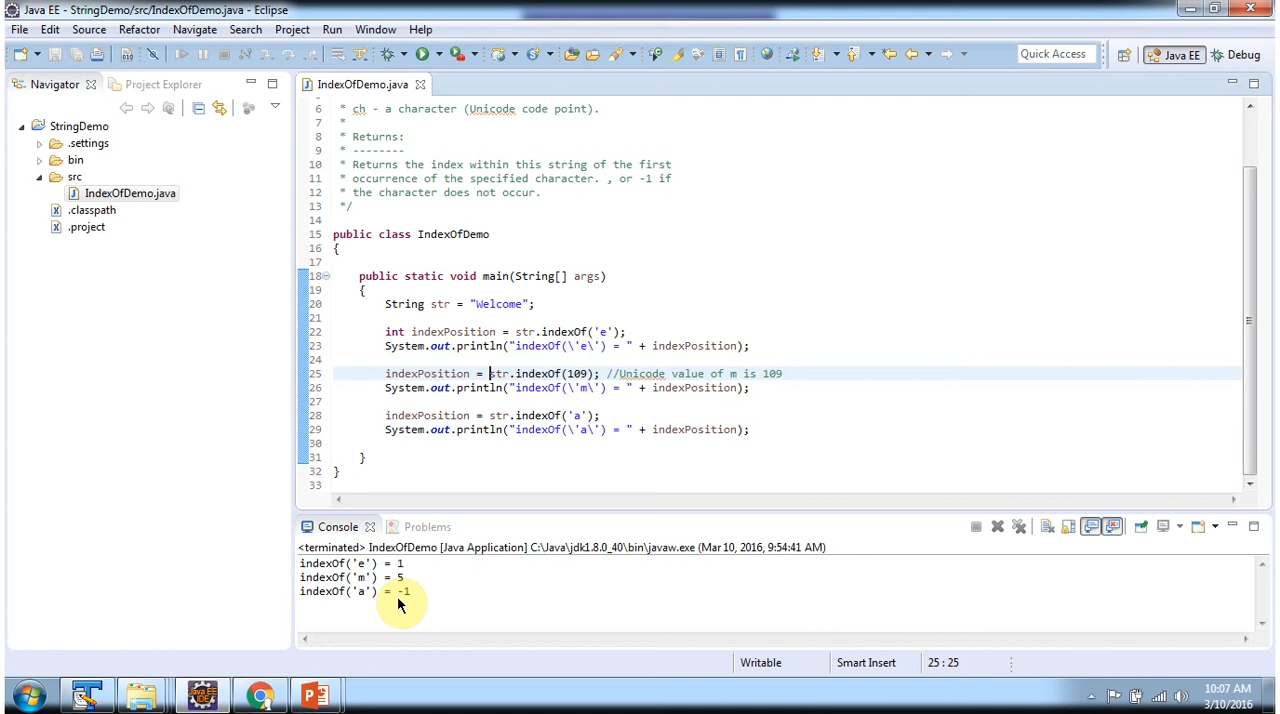 Java EE - StringDemo/src/IndexOfDemo.java - Eclipse
File Edit Source Refactor Navigate Search Project Run Window Help
Quick Access Java EE Debug
Navigator Project Explorer
IndexOfDemo.java
StringDemo
.settings
bin
src
IndexOfDemo.java
.classpath
.project
6 * ch - a character (Unicode code point).
7 *
8 * Returns:
9 * --------
10 * Returns the index within this string of the first
11 * occurrence of the specified character. , or -1 if
12 * the character does not occur.
13 */
14
15 public class IndexOfDemo
16 {
17
18 public static void main(String[] args)
19 {
20 String str = "Welcome";
21
22 int indexPosition = str.indexOf('e');
23 System.out.println("indexOf(\'e\') = " + indexPosition);
24
25 indexPosition = str.indexOf(109); //Unicode value of m is 109
26 System.out.println("indexOf(\'m\') = " + indexPosition);
27
28 indexPosition = str.indexOf('a');
29 System.out.println("indexOf(\'a\') = " + indexPosition);
30
31 }
32 }
33
Console Problems
<terminated> IndexOfDemo [Java Application] C:\Java\jdk1.8.0_40\bin\javaw.exe (Mar 10, 2016, 9:54:41 AM)
indexOf('e') = 1
indexOf('m') = 5
indexOf('a') = -1
Writable Smart Insert 25 : 25
Java EE
IDE
10:07 AM
3/10/2016